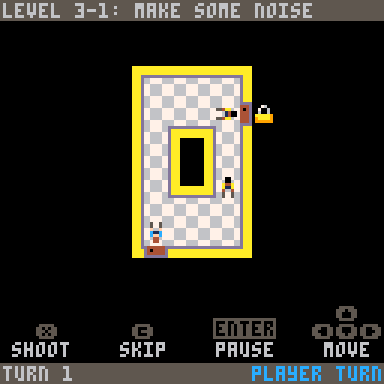 LEVEL 3-1: MAKE SOME NOISE
X C ENTER
SHOOT SKIP PAUSE MOVE
TURN 1 PLAYER TURN